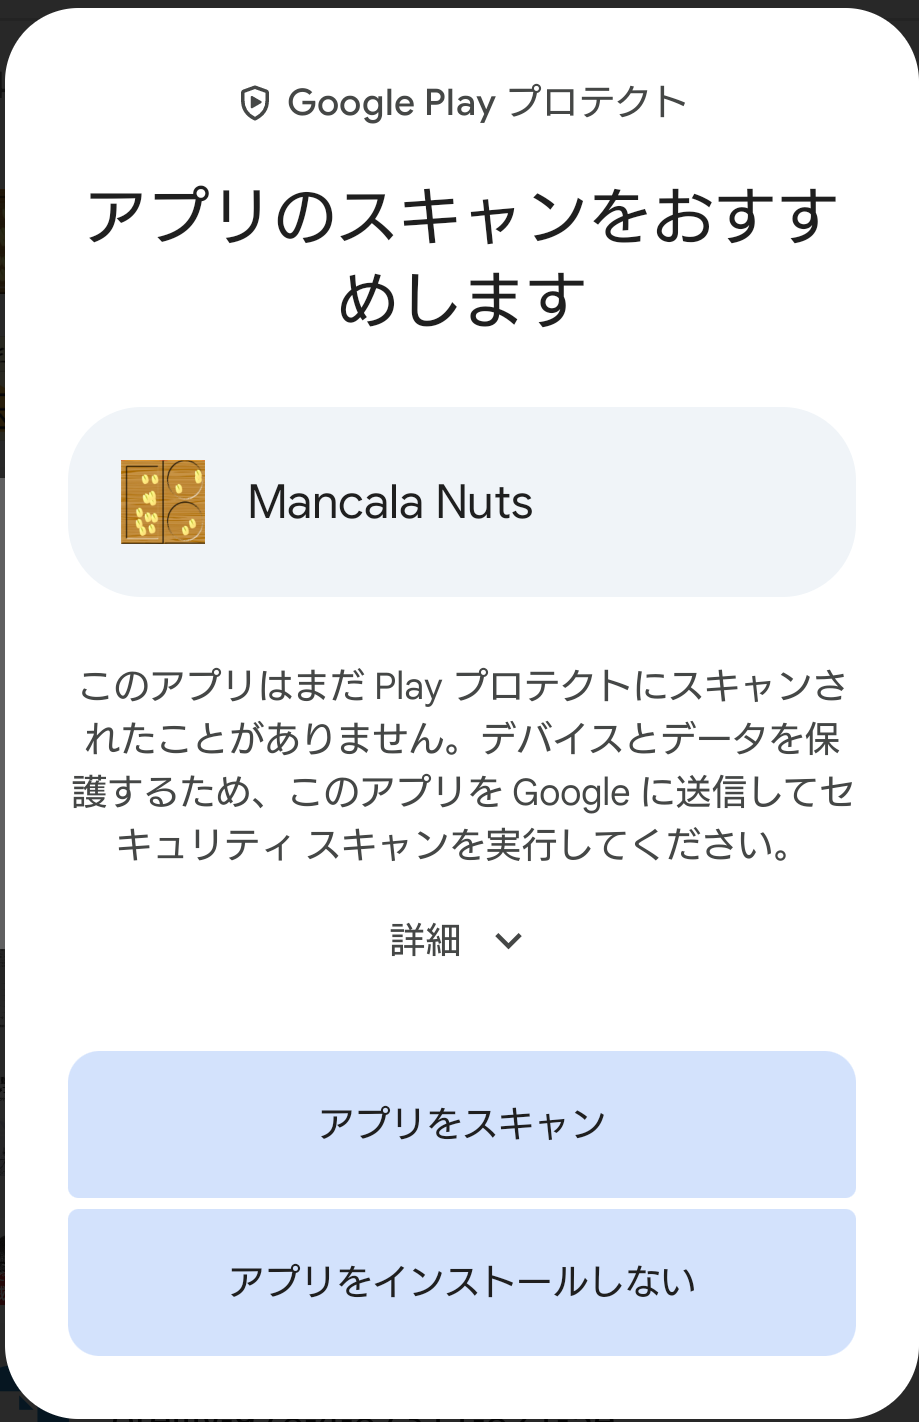 Google Play プロテクト
アプリのスキャンをおすす
めします
Mancala Nuts
このアプリはまだ Play プロテクトにスキャンさ
れたことがありません。デバイスとデータを保
護するため、このアプリを Google に送信してセ
キュリティ スキャンを実行してください。
詳細
アプリをスキャン
アプリをインストールしない